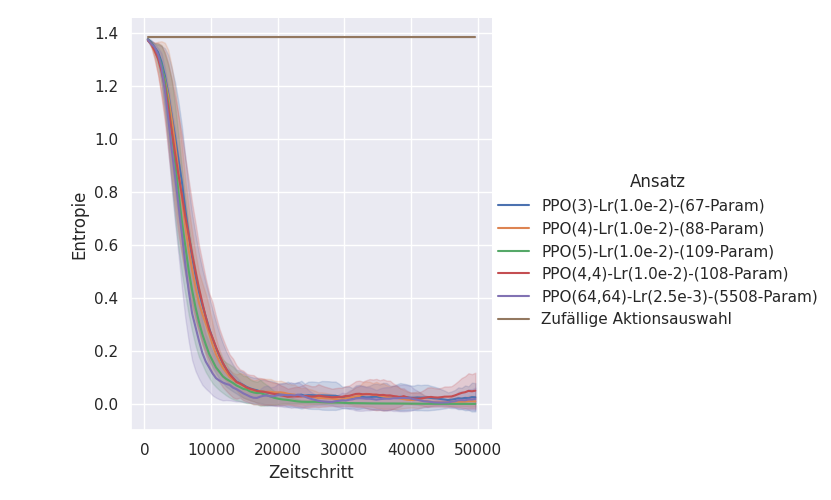 1.4
1.2
1.0
0.8
0.6
0.4
0.2
0.0
Entropie
0 10000 20000 30000 40000 50000
Zeitschritt
Ansatz
PPO(3)-Lr(1.0e-2)-(67-Param)
PPO(4)-Lr(1.0e-2)-(88-Param)
PPO(5)-Lr(1.0e-2)-(109-Param)
PPO(4,4)-Lr(1.0e-2)-(108-Param)
PPO(64,64)-Lr(2.5e-3)-(5508-Param)
Zufällige Aktionsauswahl